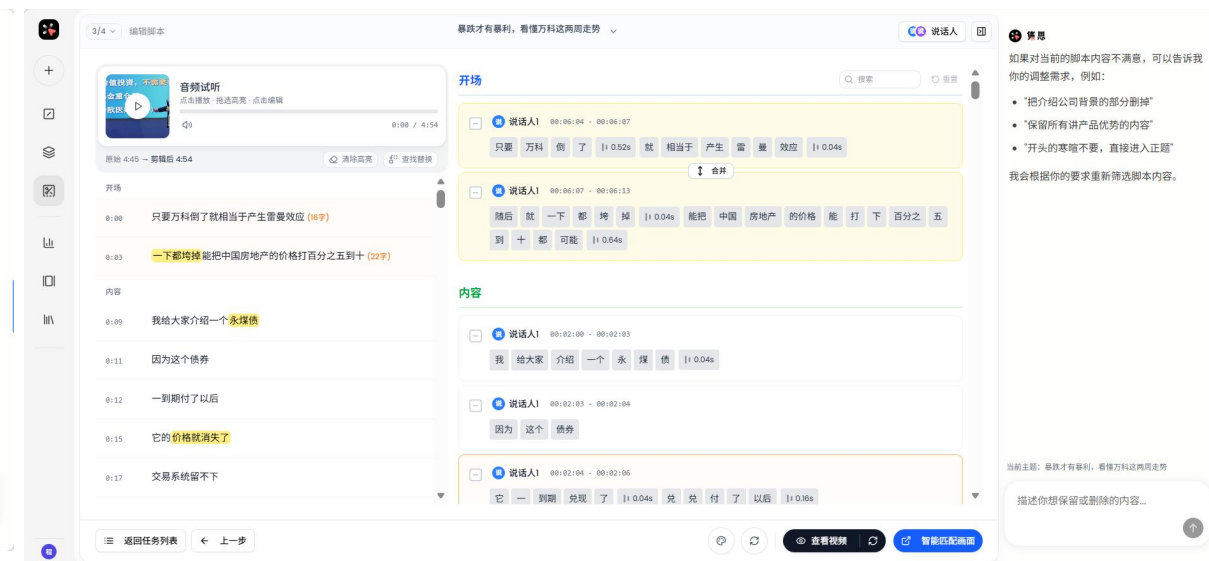 3/4 编辑脚本
暴跌才有暴利，看懂万科这两周走势
说话人
音频试听
点击播放 · 拖选高亮 · 点击编辑
0:00 / 4:54
原始 4:45 → 剪辑后 4:54
清除高亮
查找替换
开场
0:00 只要万科倒了就相当于产生雷曼效应 (16字)
0:03 一下都垮掉能把中国房地产的价格打百分之五到十 (22字)
内容
0:09 我给大家介绍一个永煤债
0:11 因为这个债券
0:12 一到期付了以后
0:15 它的价格就消失了
0:17 交易系统留不下
返回任务列表
← 上一步
开场
搜索
重置
说话人1 00:06:04 - 00:06:07
只要 万科 倒 了 0.52s 就 相当于 产生 雷 曼 效应 0.04s
合并
说话人1 00:06:07 - 00:06:13
随后 就 一下 都 垮 掉 0.04s 能把 中国 房地产 的价格 能 打 下 百分之 五
到 十 都 可能 0.64s
内容
说话人1 00:02:00 - 00:02:03
我 给大家 介绍 一个 永 煤 债 0.04s
说话人1 00:02:03 - 00:02:04
因为 这个 债券
说话人1 00:02:04 - 00:02:06
它 一 到期 兑现 了 0.04s 兑 兑 付 了 以后 0.16s
查看视频
智能匹配画面
如果对当前的脚本内容不满意，可以告诉我
你的调整需求，例如：
• "把介绍公司背景的部分删掉"
• "保留所有讲产品优势的内容"
• "开头的寒暄不要，直接进入正题"
我会根据你的要求重新筛选脚本内容。
当前主题：暴跌才有暴利，看懂万科这两周走势
描述你想保留或删除的内容...